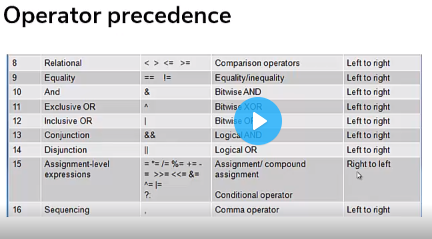 Operator precedence
8 Relational < > <= >= Comparison operators Left to right
9 Equality == != Equality/inequality Left to right
10 And & Bitwise AND Left to right
11 Exclusive OR ^ Bitwise XOR Left to right
12 Inclusive OR | Bitwise Left to right
13 Conjunction && Logical AND Left to right
14 Disjunction || Logical OR Left to right
15 Assignment-level = *= /= %= += - Assignment/ compound Right to left
expressions = >>= <<= &= assignment
^= |=
?: Conditional operator
16 Sequencing , Comma operator Left to right